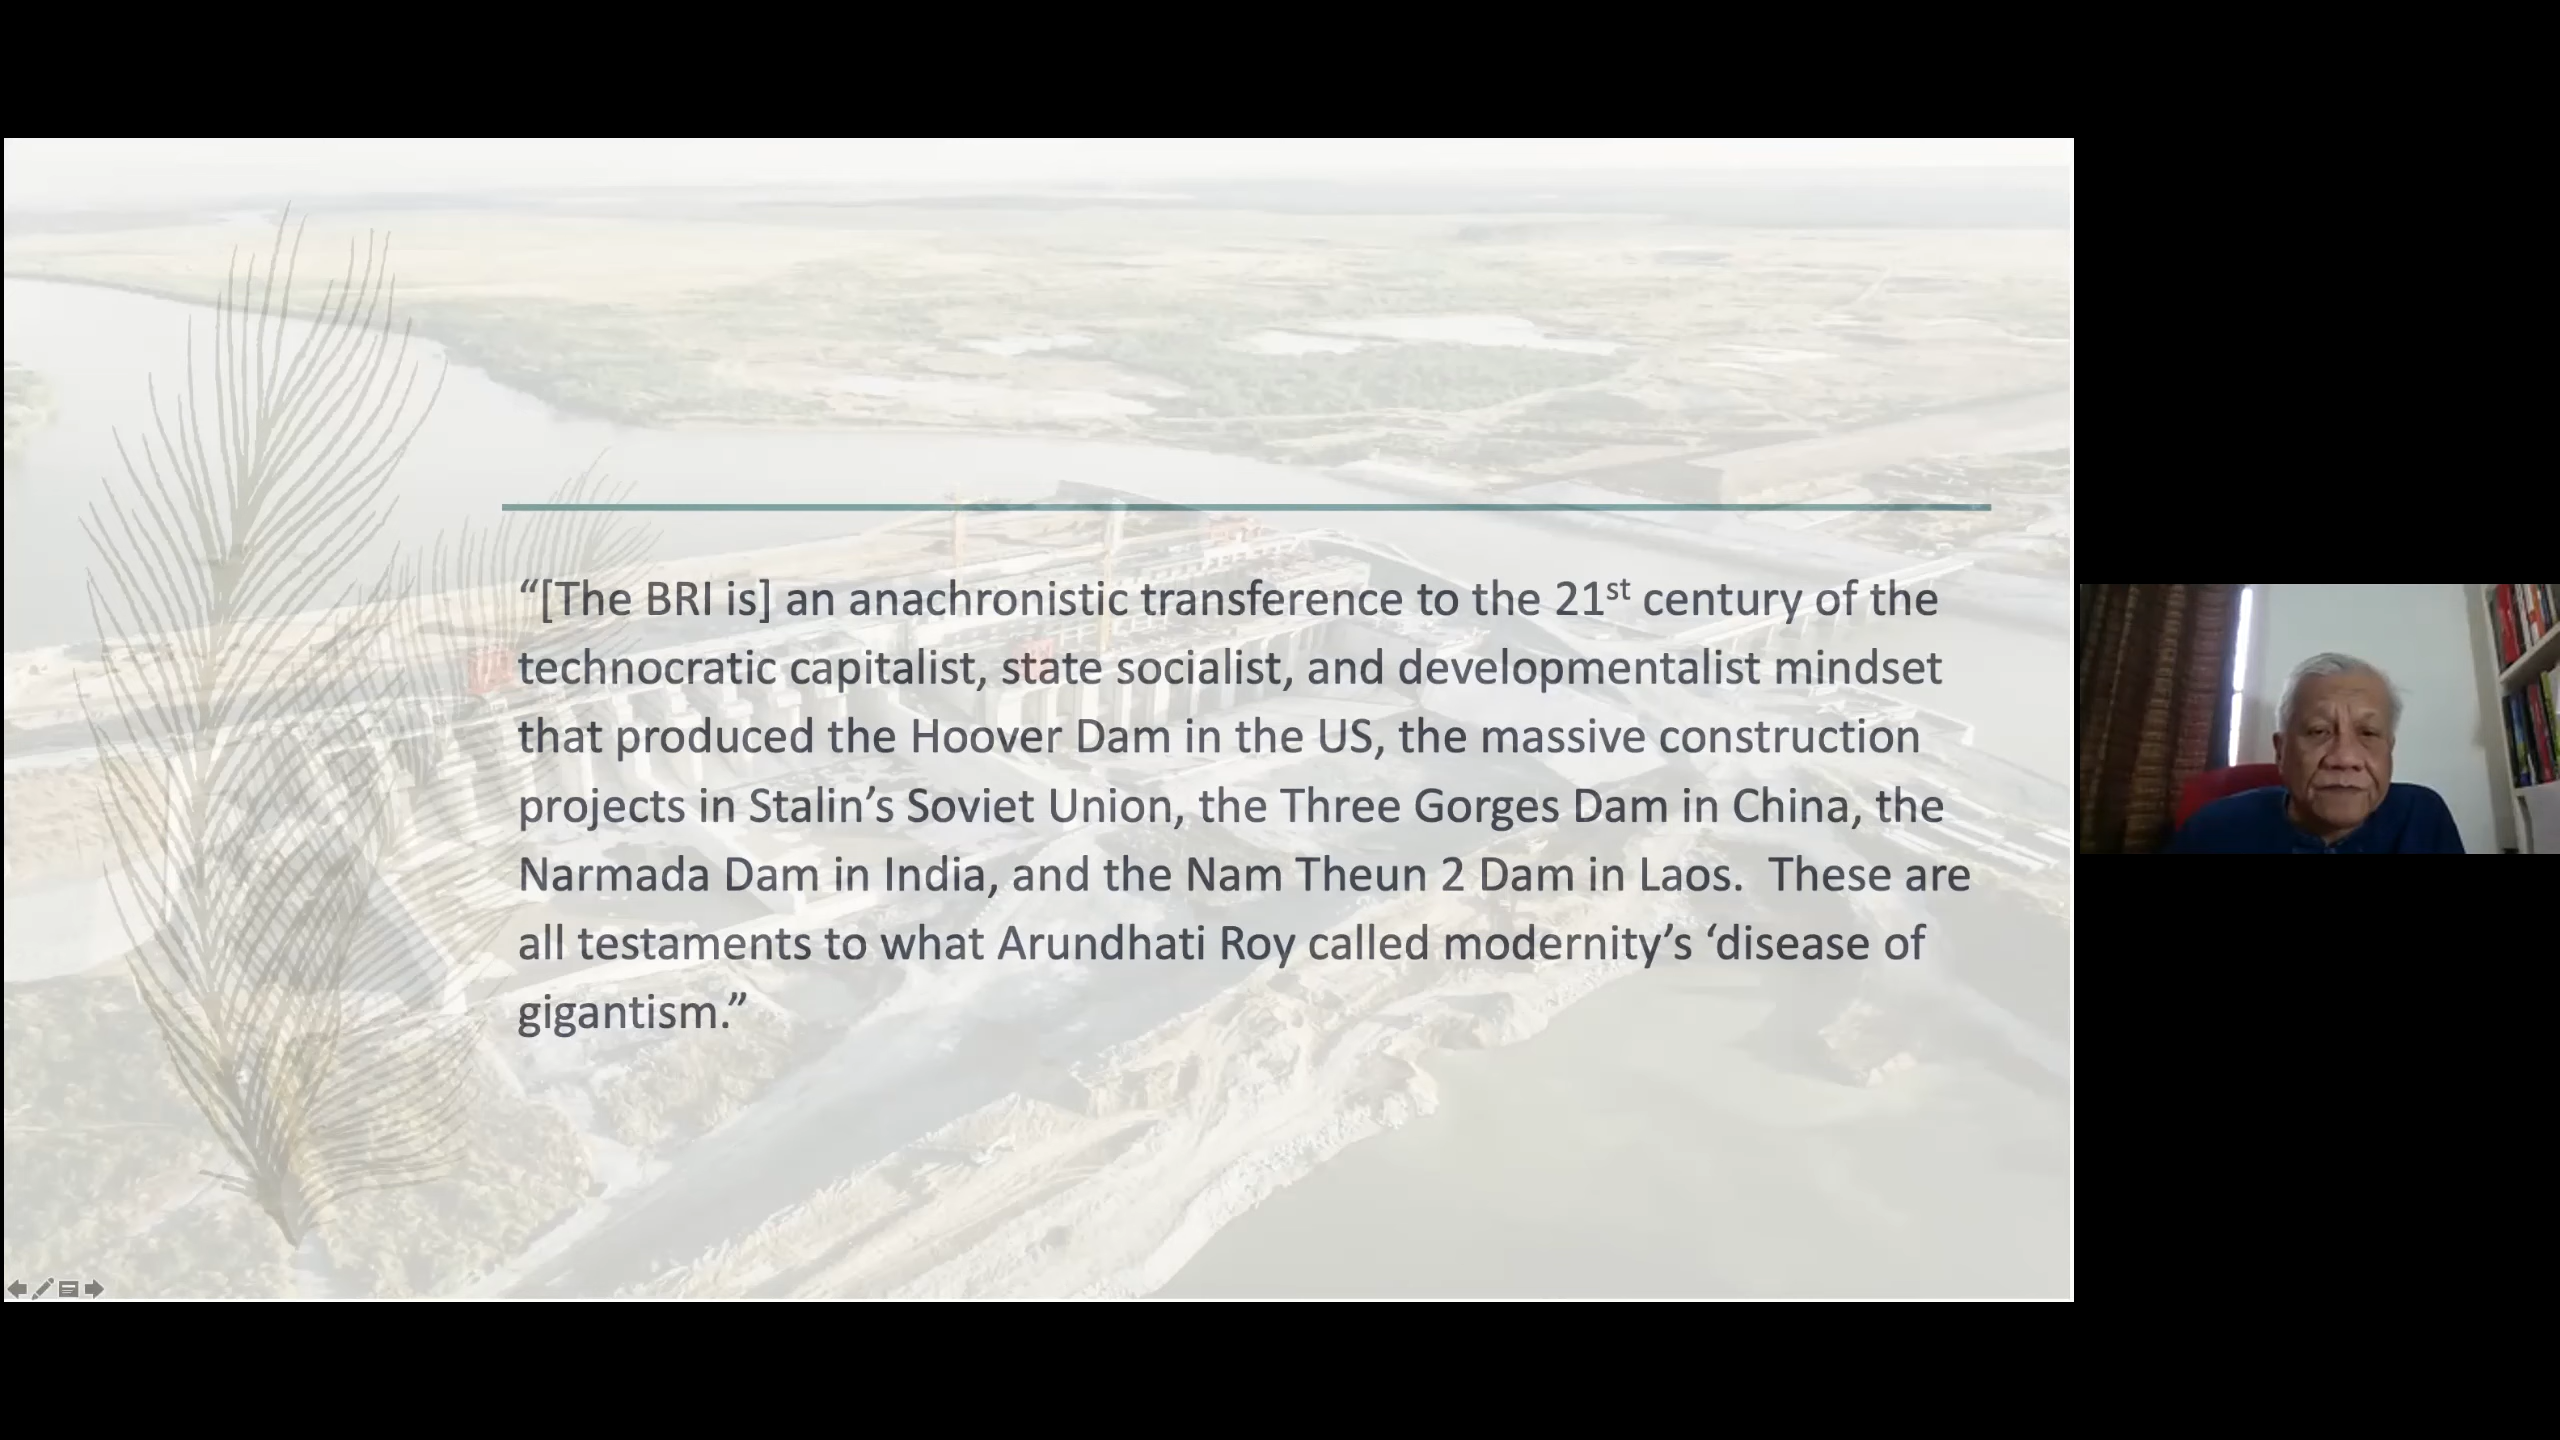 “[The BRI is] an anachronistic transference to the 21st century of the
technocratic capitalist, state socialist, and developmentalist mindset
that produced the Hoover Dam in the US, the massive construction
projects in Stalin’s Soviet Union, the Three Gorges Dam in China, the
Narmada Dam in India, and the Nam Theun 2 Dam in Laos.  These are
all testaments to what Arundhati Roy called modernity’s ‘disease of
gigantism.”